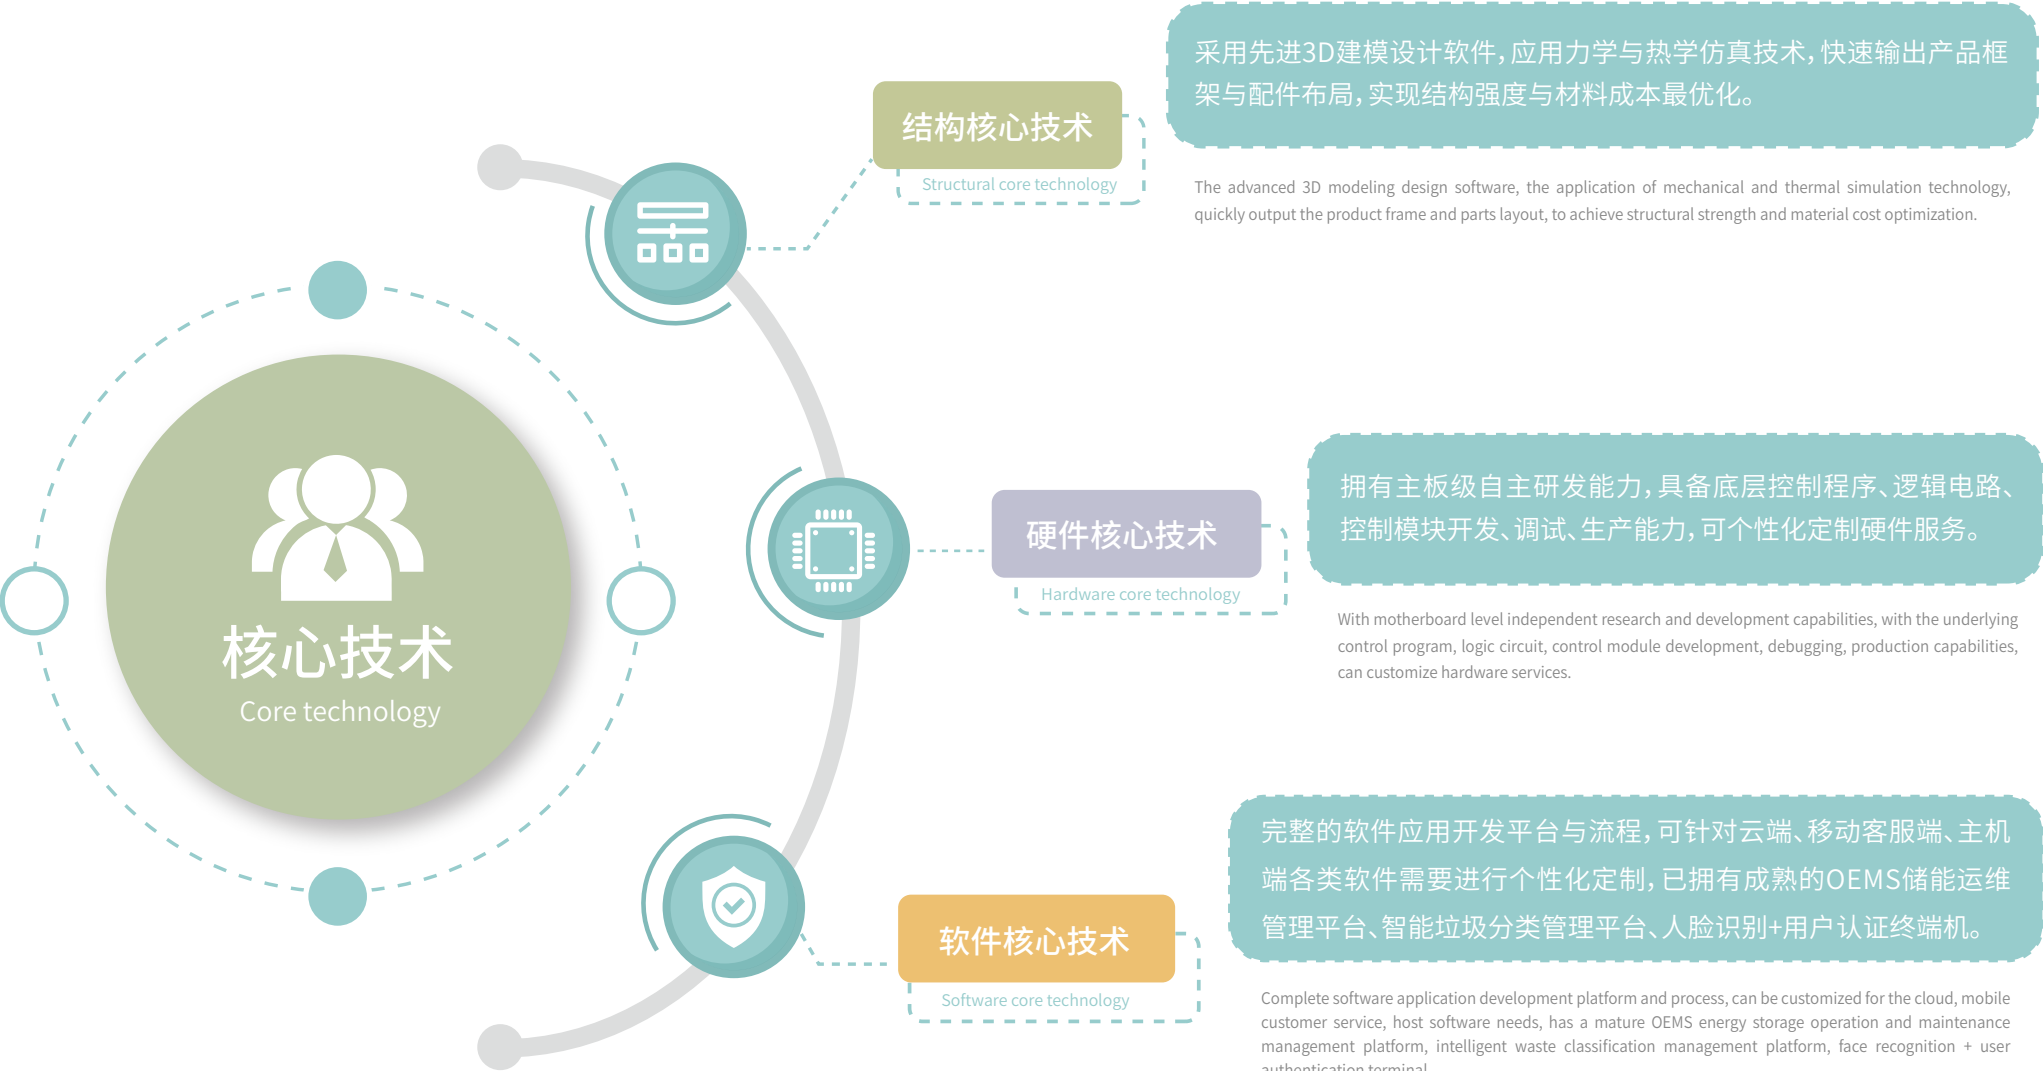 核心技术
Core technology
结构核心技术
Structural core technology
采用先进3D建模设计软件，应用力学与热学仿真技术，快速输出产品框
架与配件布局，实现结构强度与材料成本最优化。
The advanced 3D modeling design software, the application of mechanical and thermal simulation technology,
quickly output the product frame and parts layout, to achieve structural strength and material cost optimization.
硬件核心技术
Hardware core technology
拥有主板级自主研发能力，具备底层控制程序、逻辑电路、
控制模块开发、调试、生产能力，可个性化定制硬件服务。
With motherboard level independent research and development capabilities, with the underlying
control program, logic circuit, control module development, debugging, production capabilities,
can customize hardware services.
软件核心技术
Software core technology
完整的软件应用开发平台与流程，可针对云端、移动客服端、主机
端各类软件需要进行个性化定制，已拥有成熟的OEMS储能运维
管理平台、智能垃圾分类管理平台、人脸识别+用户认证终端机。
Complete software application development platform and process, can be customized for the cloud, mobile
customer service, host software needs, has a mature OEMS energy storage operation and maintenance
management platform, intelligent waste classification management platform, face recognition + user
authentication terminal.